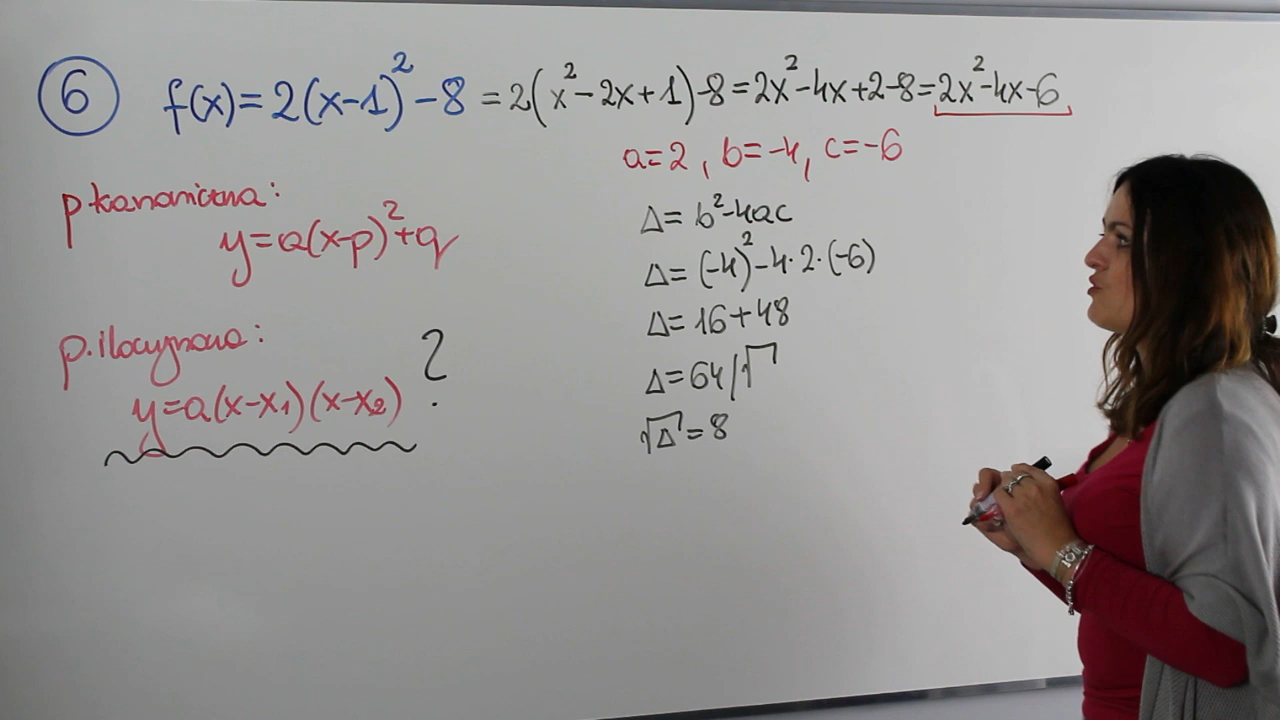 6 f(x)=2(x-1)²-8 =2(x²-2x+1)-8=2x²-4x+2-8=2x²-4x-6
a=2, b=-4, c=-6
p kanoniczna:
y=a(x-p)²+q
p. iloczynowa: ?
y=a(x-x₁)(x-x₂)
Δ= b²-4ac
Δ= (-4)²-4·2·(-6)
Δ= 16+48
Δ=64/√
√Δ=8